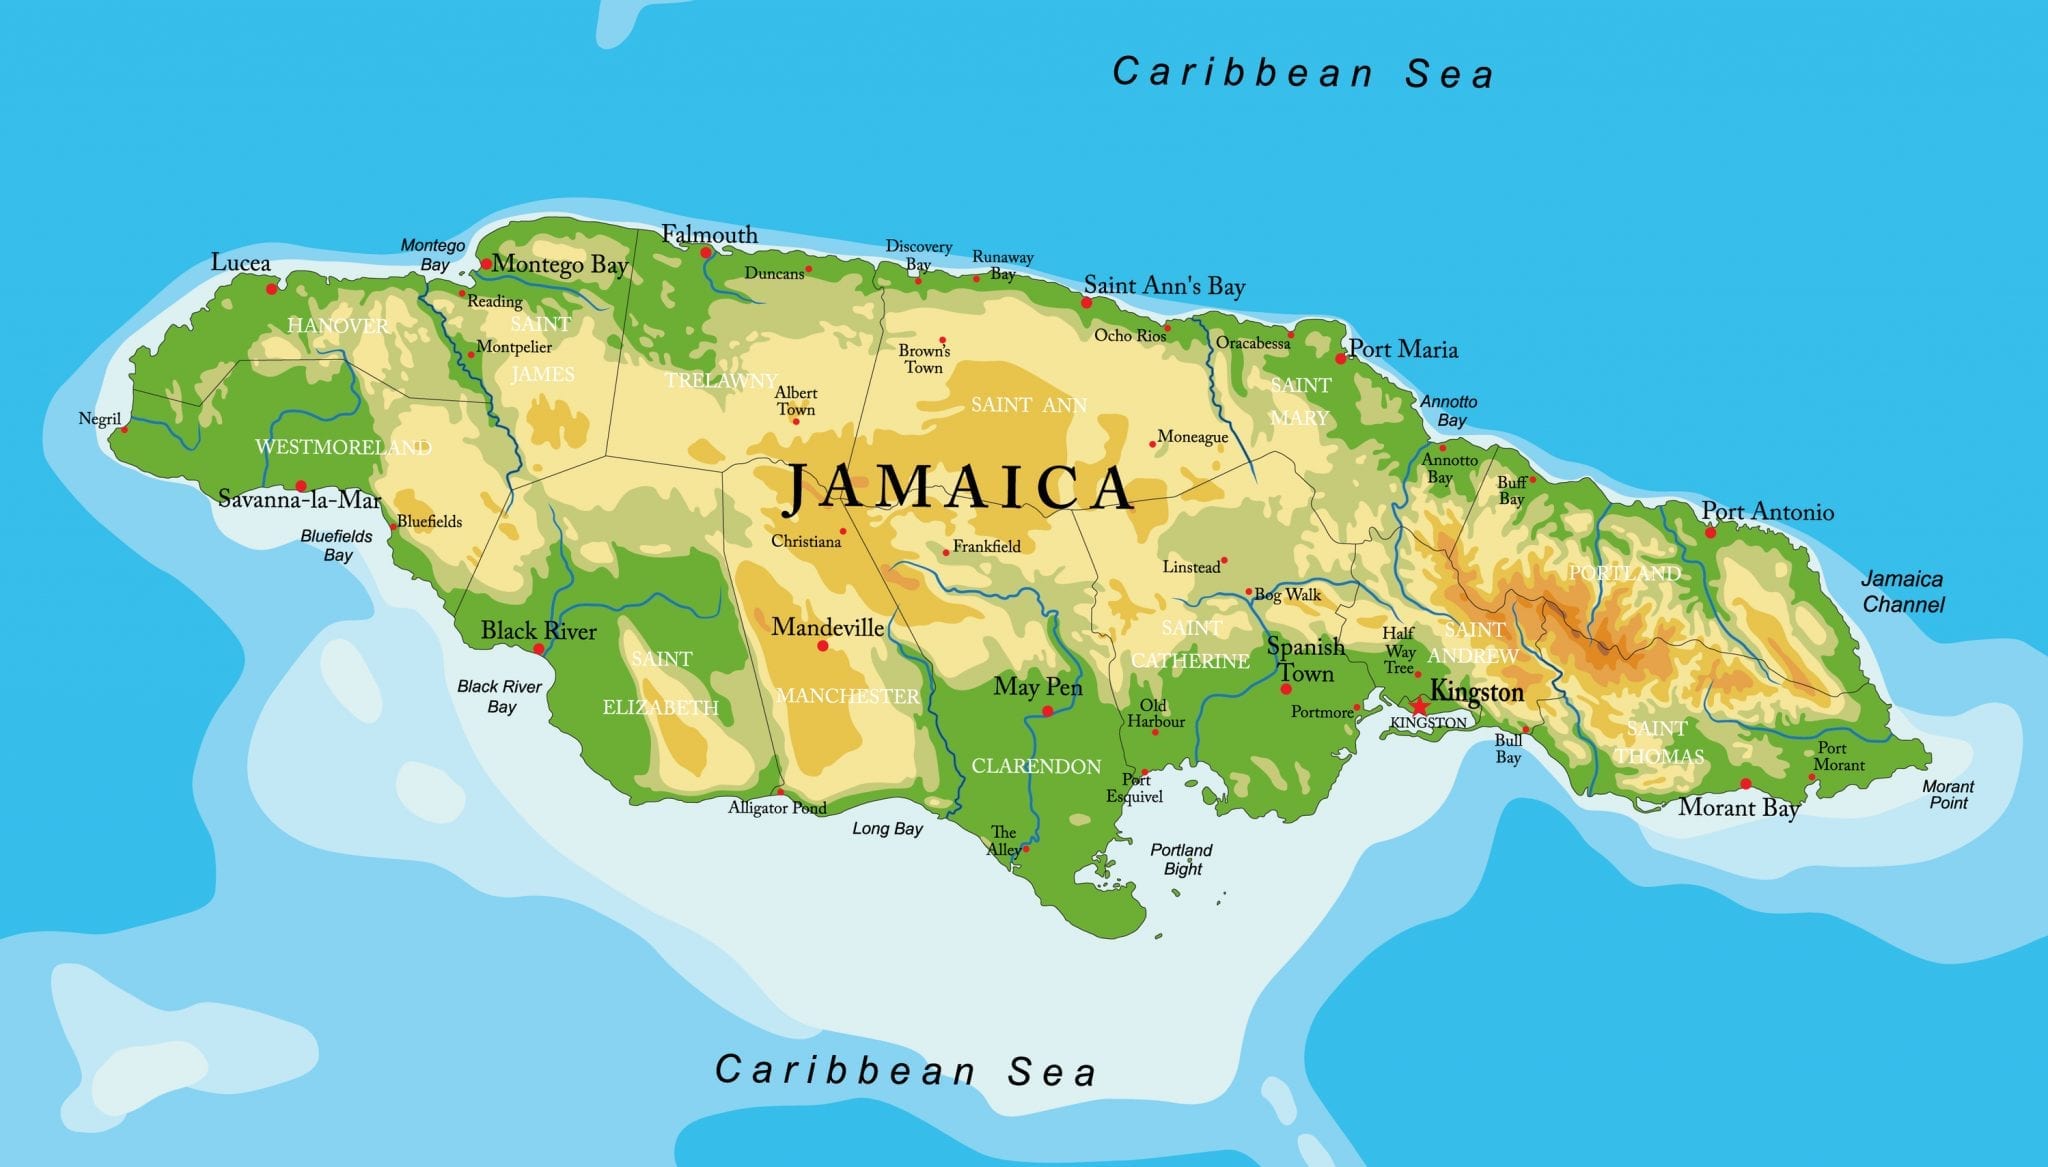 Caribbean Sea
Montego
Bay
Lucea
Montego Bay
Falmouth
Duncans
Discovery
Bay
Runaway
Bay
Saint Ann's Bay
Reading
HANOVER
SAINT
JAMES
Montpelier
TRELAWNY
Albert
Town
Brown's
Town
SAINT ANN
Ocho Rios
Oracabessa
Port Maria
SAINT
MARY
Moneague
Annotto
Bay
Annotto
Bay
Buff
Bay
Port Antonio
Negril
WESTMORELAND
Savanna-la-Mar
Bluefields
Bluefields
Bay
JAMAICA
Christiana
Frankfield
Linstead
Bog Walk
PORTLAND
Jamaica
Channel
Black River
Black River
Bay
SAINT
ELIZABETH
Mandeville
MANCHESTER
May Pen
SAINT
CATHERINE
Spanish
Town
Half
Way
Tree
SAINT
ANDREW
Kingston
KINGSTON
Portmore
Old
Harbour
Port
Esquivel
CLARENDON
Alligator Pond
Long Bay
The
Alley
Portland
Bight
Bull
Bay
SAINT
THOMAS
Port
Morant
Morant Bay
Morant
Point
Caribbean Sea